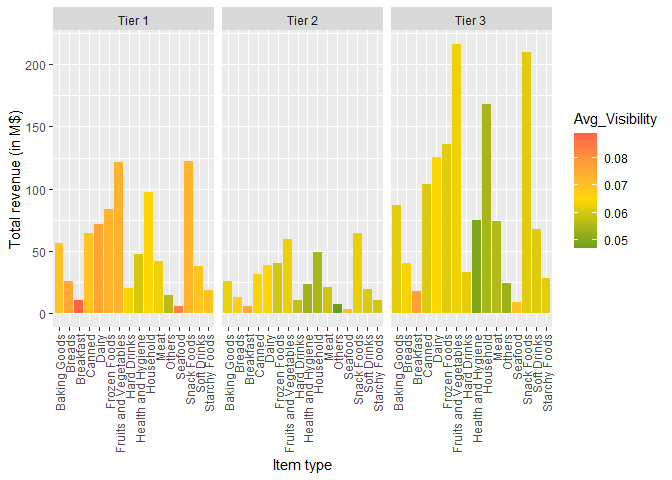 Tier 1
Tier 2
Tier 3
Total revenue (in M$)
200
150
100
50
0
Baking Goods
Breads
Breakfast
Canned
Dairy
Frozen Foods
Fruits and Vegetables
Hard Drinks
Health and Hygiene
Household
Meat
Others
Seafood
Snack Foods
Soft Drinks
Starchy Foods
Baking Goods
Breads
Breakfast
Canned
Dairy
Frozen Foods
Fruits and Vegetables
Hard Drinks
Health and Hygiene
Household
Meat
Others
Seafood
Snack Foods
Soft Drinks
Starchy Foods
Baking Goods
Breads
Breakfast
Canned
Dairy
Frozen Foods
Fruits and Vegetables
Hard Drinks
Health and Hygiene
Household
Meat
Others
Seafood
Snack Foods
Soft Drinks
Starchy Foods
Item type
Avg_Visibility
0.08
0.07
0.06
0.05